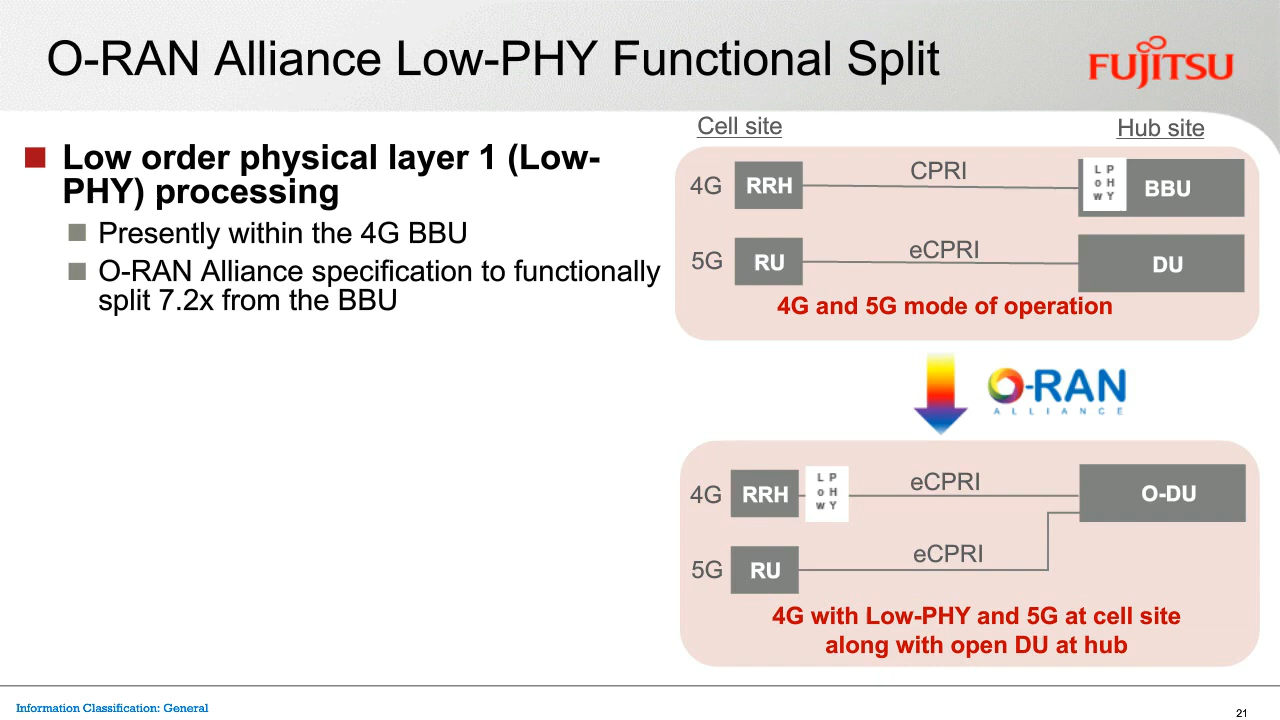 O-RAN Alliance Low-PHY Functional Split
FUJITSU
Low order physical layer 1 (Low-
PHY) processing
Presently within the 4G BBU
O-RAN Alliance specification to functionally
split 7.2x from the BBU
Cell site
Hub site
4G
RRH
CPRI
L P
o H
w Y
BBU
5G
RU
eCPRI
DU
4G and 5G mode of operation
O-RAN
ALLIANCE
4G
RRH
L P
o H
w Y
eCPRI
O-DU
5G
RU
eCPRI
4G with Low-PHY and 5G at cell site
along with open DU at hub
Information Classification: General
21